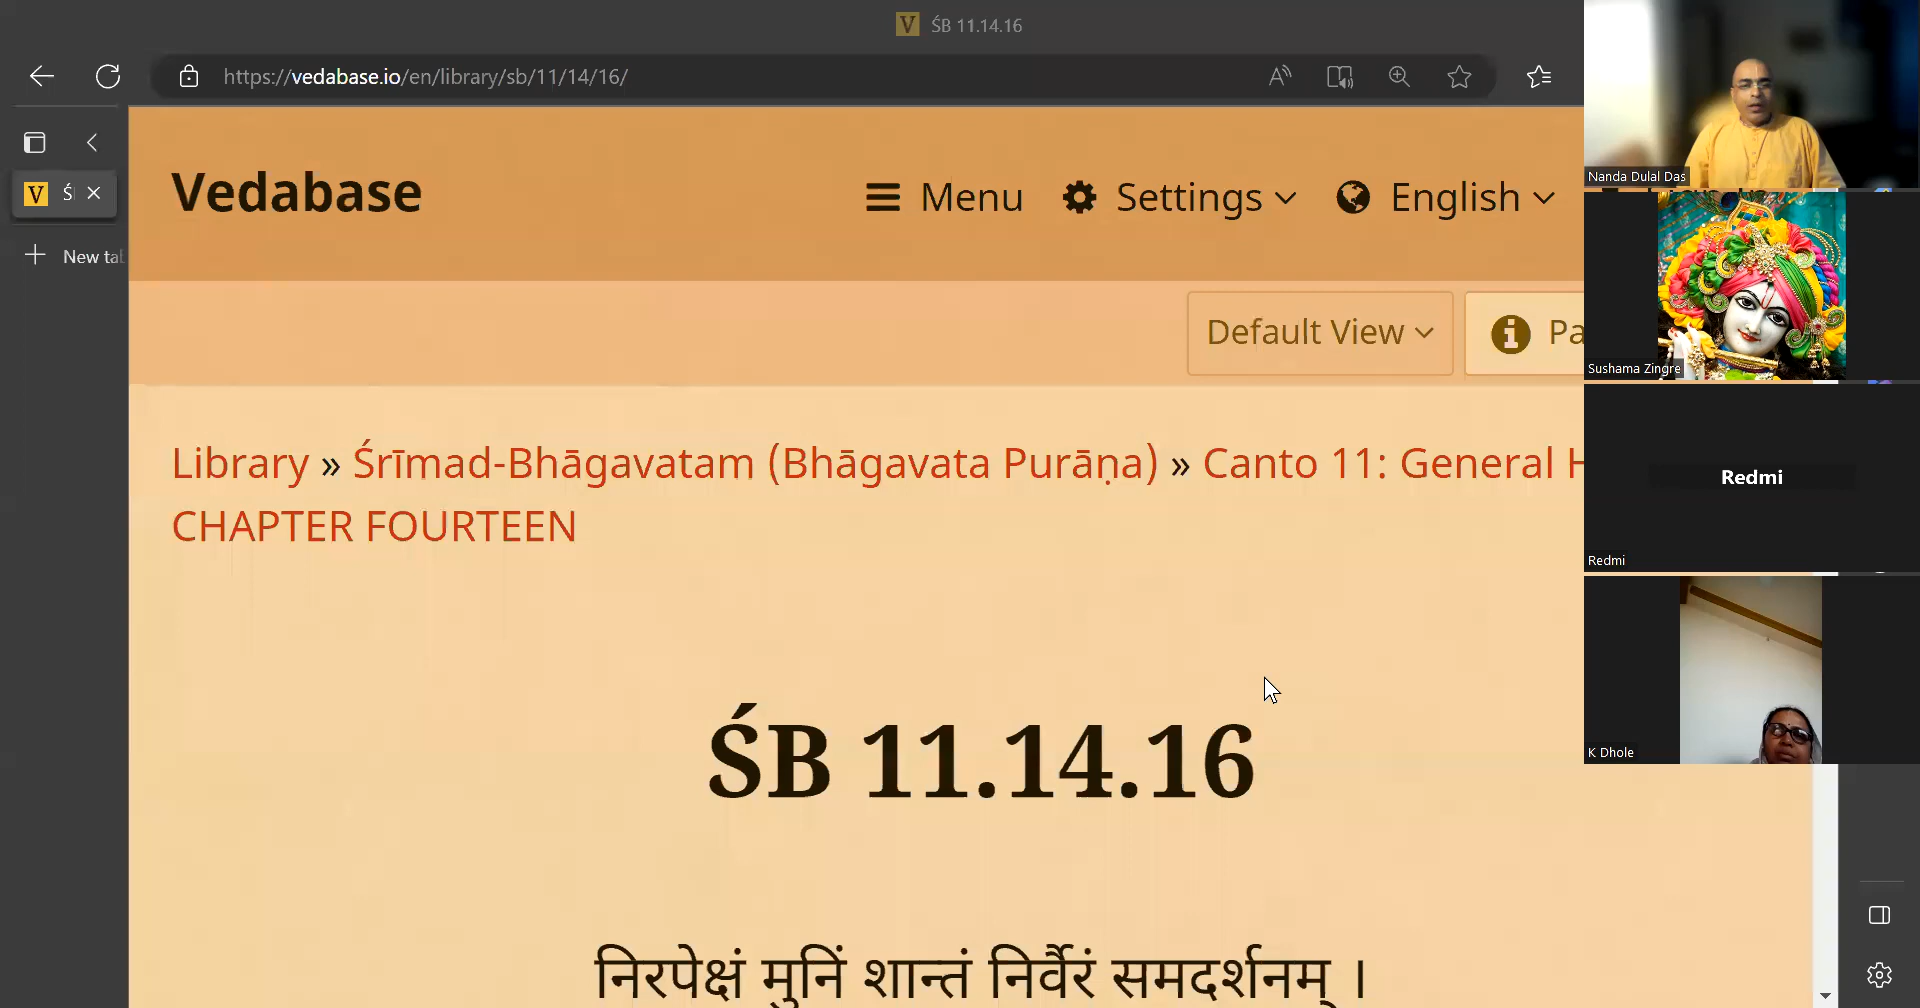 ŚB 11.14.16
https://vedabase.io/en/library/sb/11/14/16/
Ś
New
Vedabase
Menu
Settings
English
Default View
Library » Śrīmad-Bhāgavatam (Bhāgavata Purāṇa) » Canto 11: General
CHAPTER FOURTEEN
ŚB 11.14.16
निरपेक्षं मुनिं शान्तं निर्वैरं समदर्शनम् ।
Nanda Dulal Das
Sushama Zingre
Redmi
Redmi
K Dhole